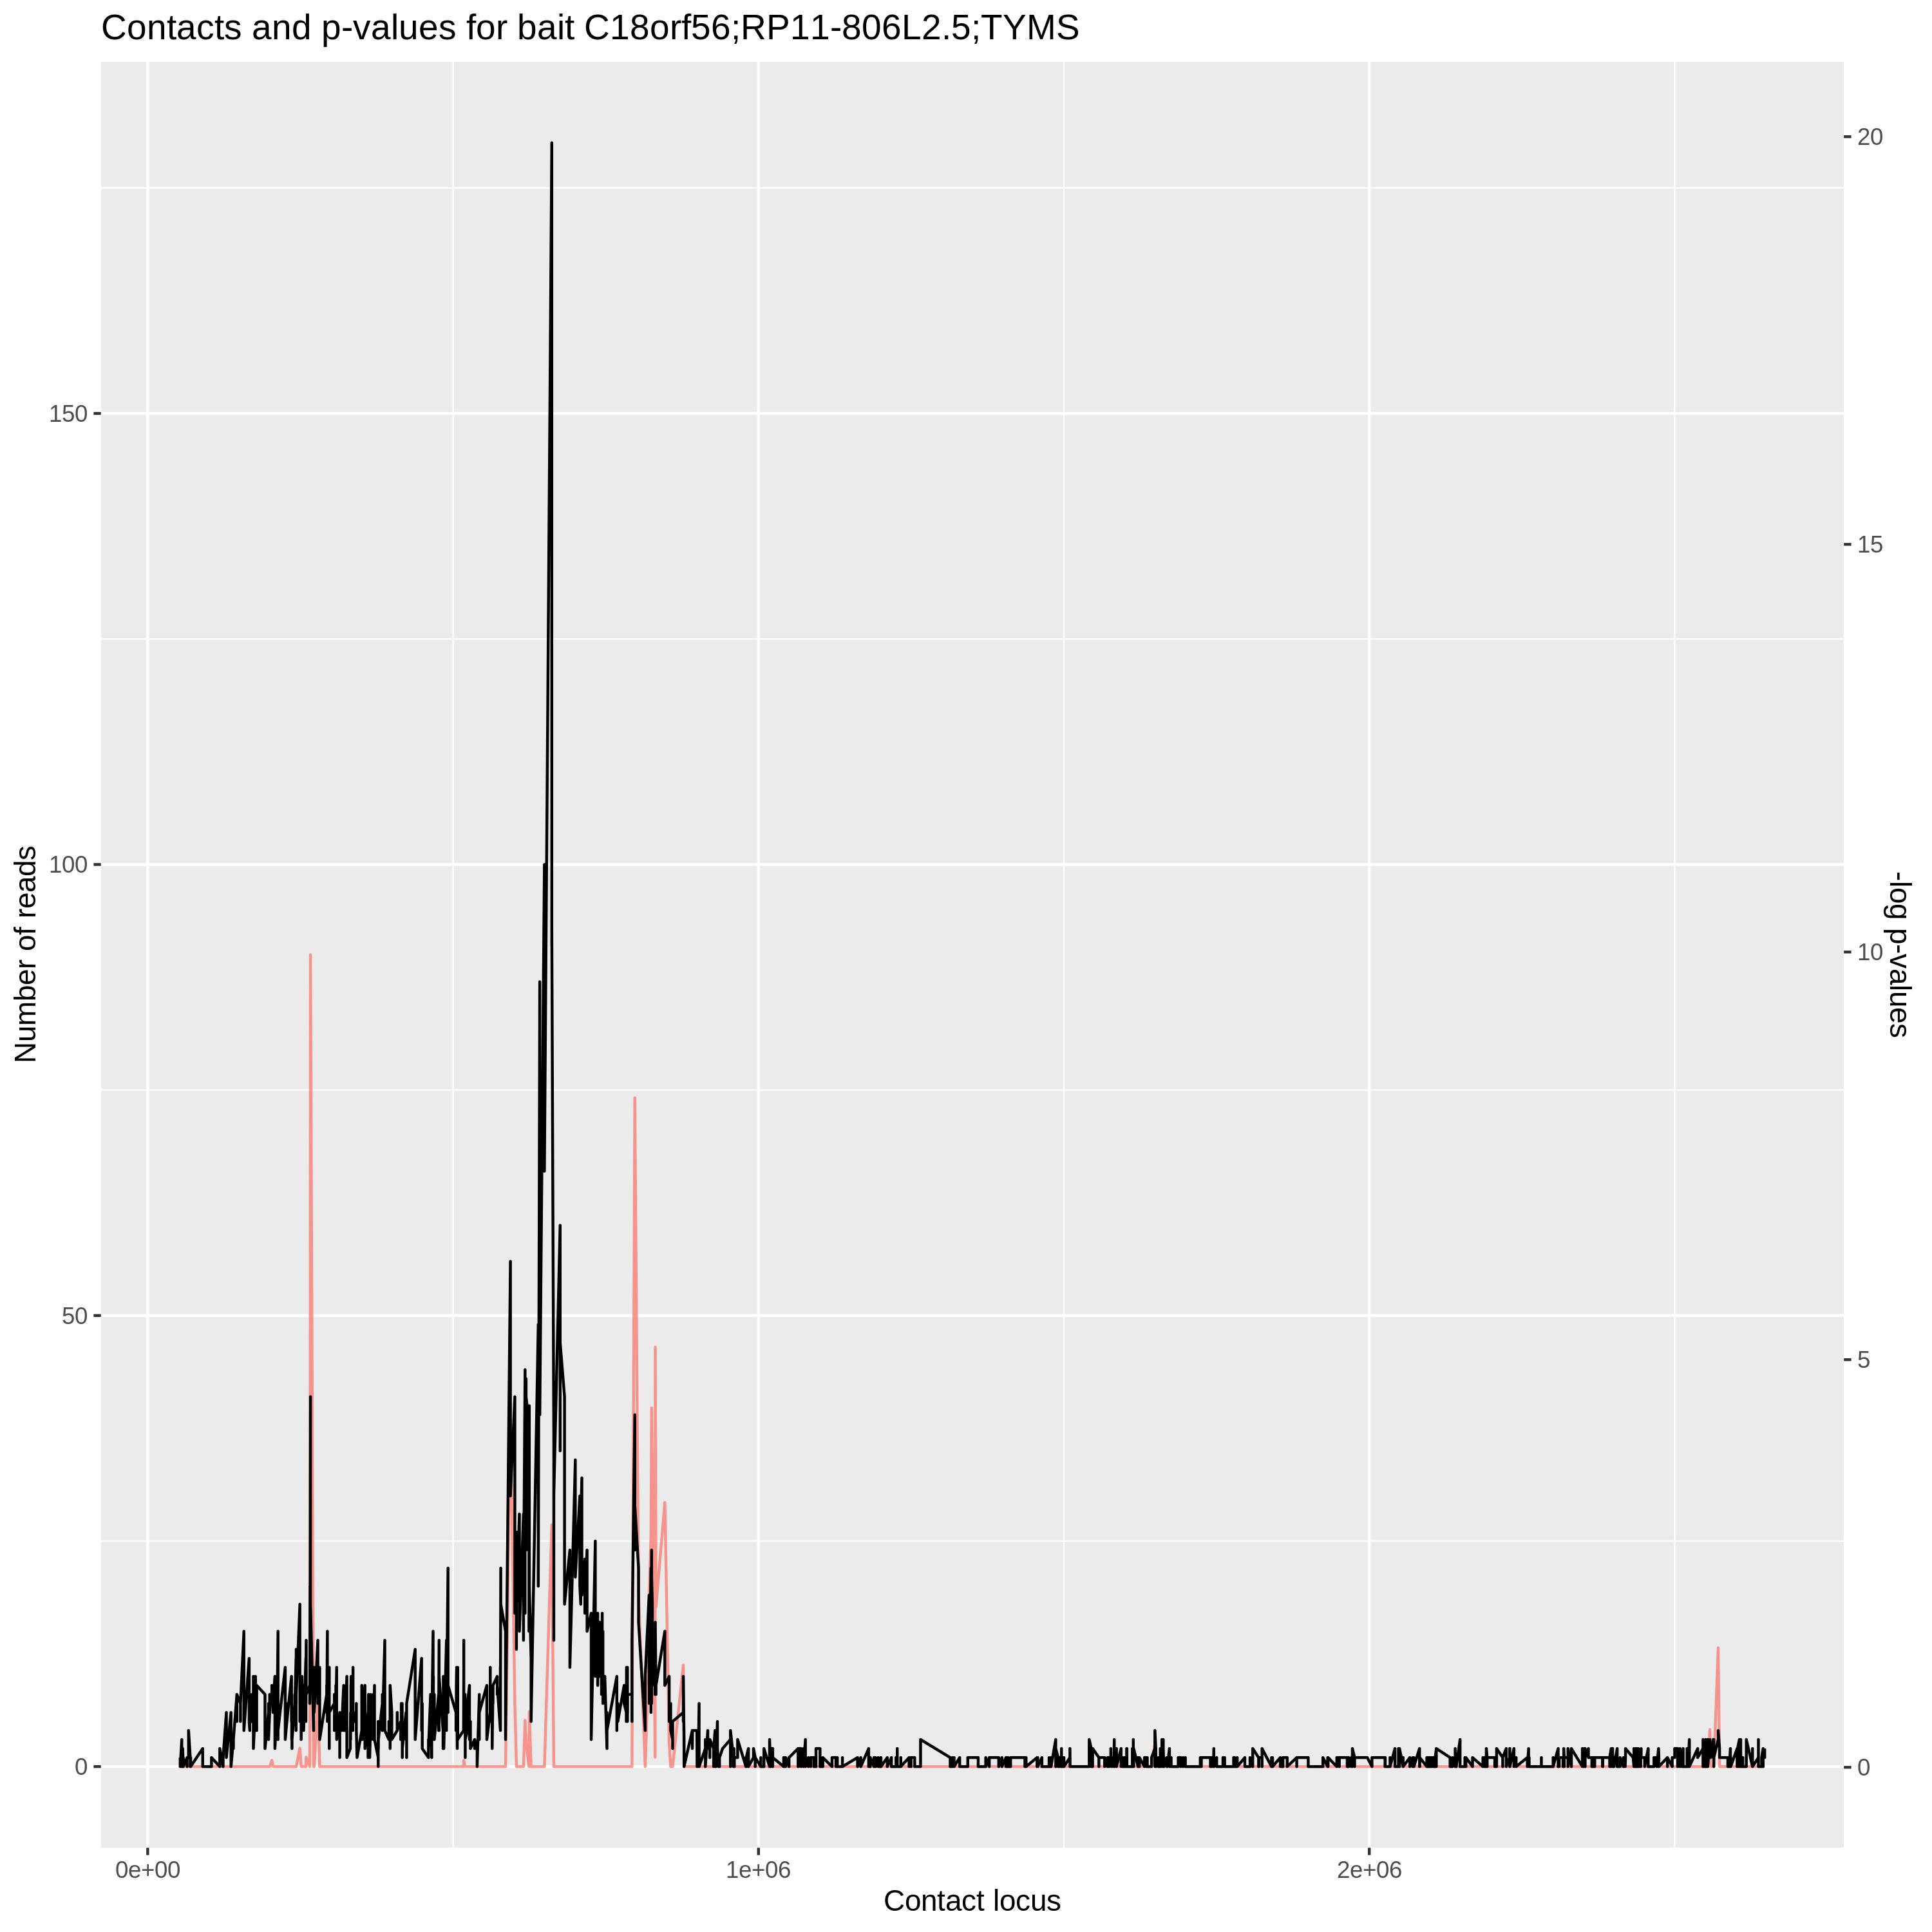 Contacts and p-values for bait C18orf56;RP11-806L2.5;TYMS
Number of reads
150
100
50
0
20
15
10
5
0
-log p-values
0e+00
1e+06
2e+06
Contact locus